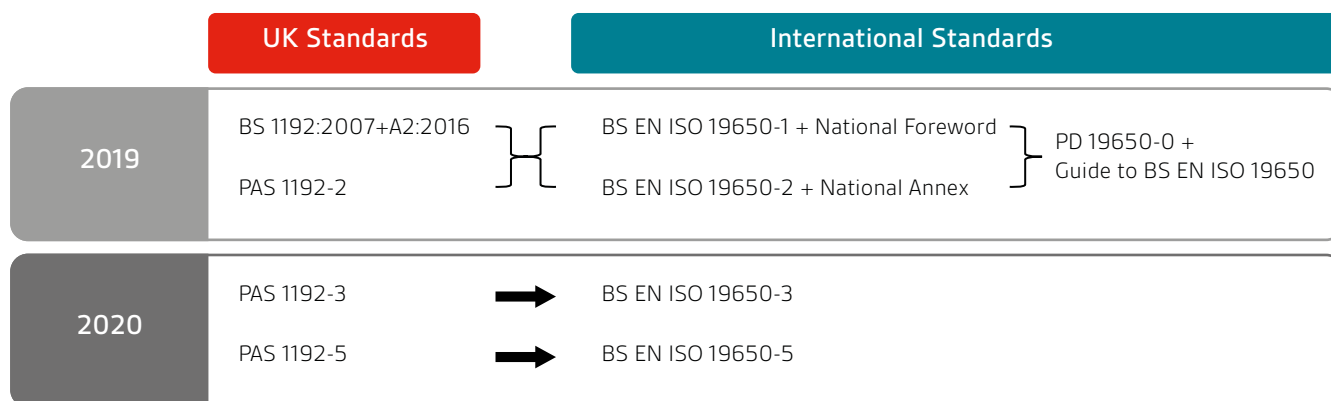 UK Standards
International Standards
2019
BS 1192:2007+A2:2016
BS EN ISO 19650-1 + National Foreword
PD 19650-0 +
Guide to BS EN ISO 19650
PAS 1192-2
BS EN ISO 19650-2 + National Annex
2020
PAS 1192-3
BS EN ISO 19650-3
PAS 1192-5
BS EN ISO 19650-5